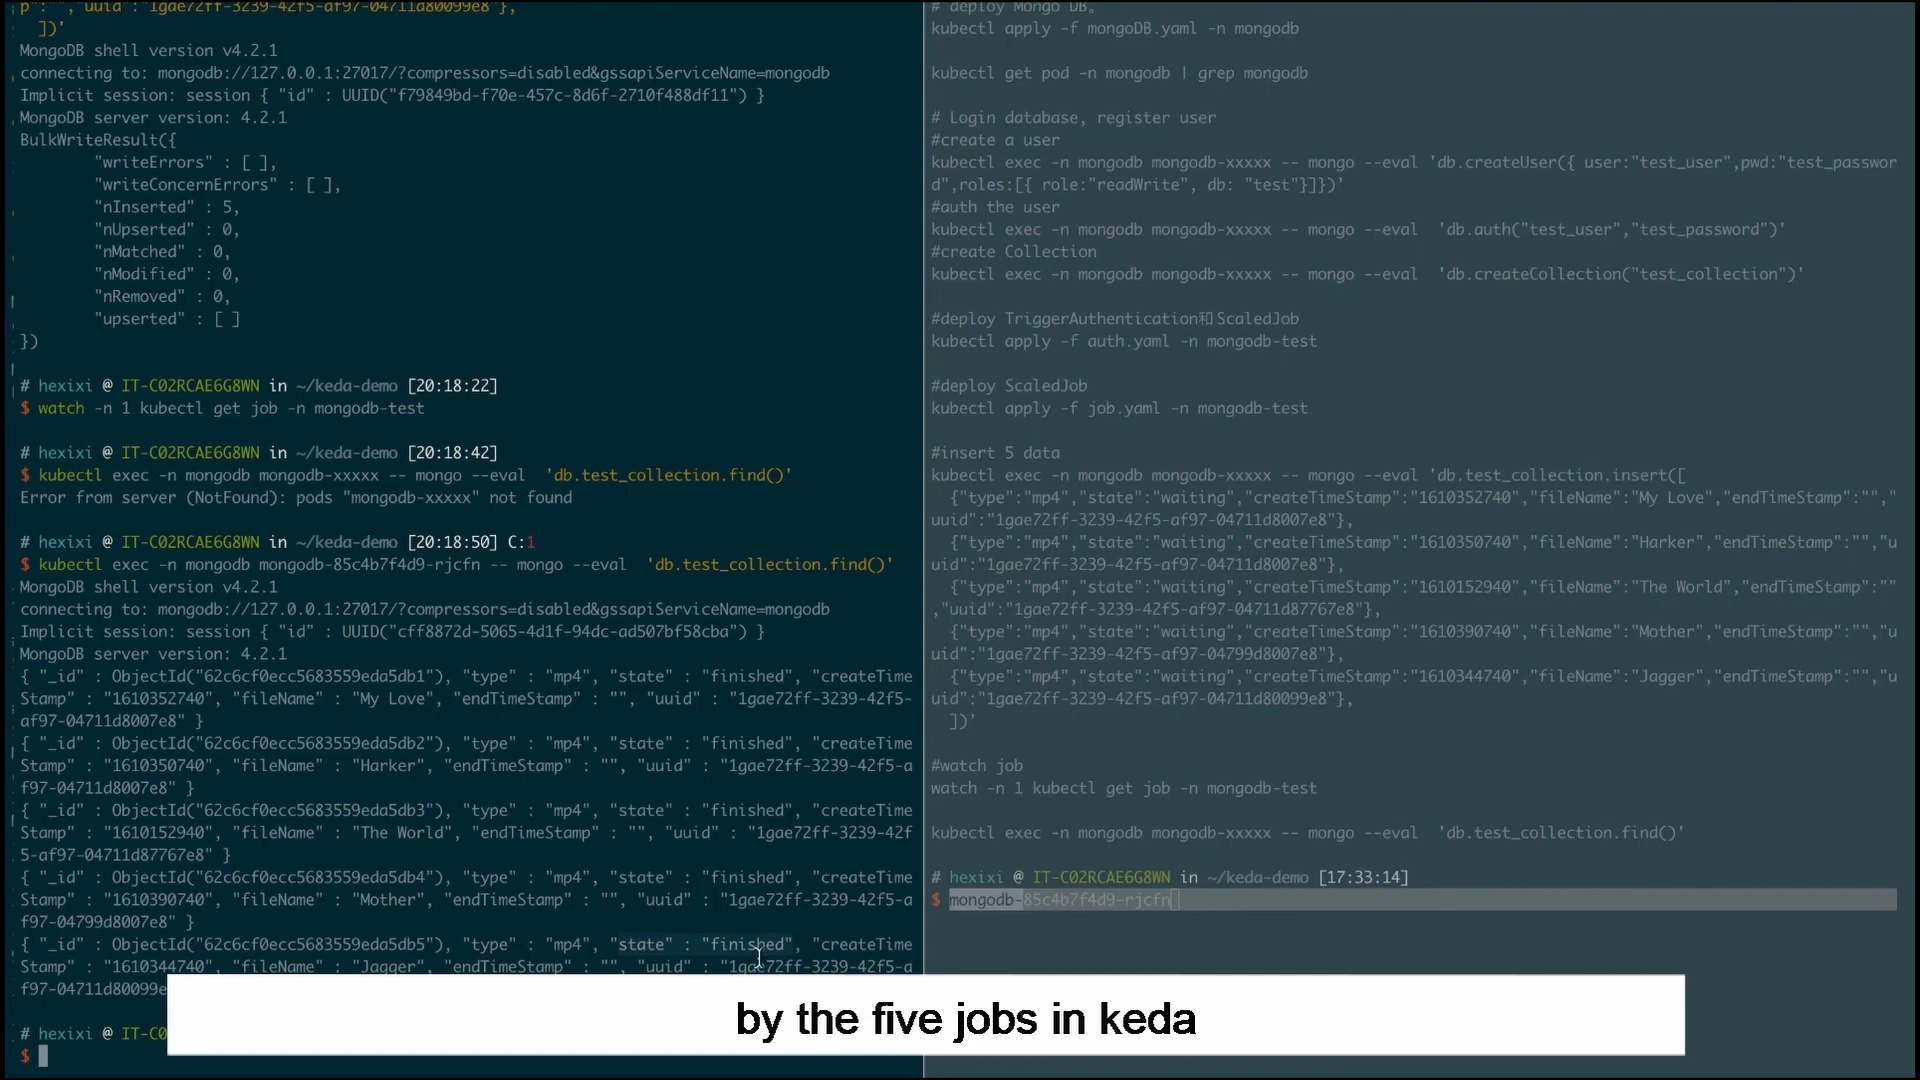 p":"","uuid":"1gae72ff-3239-42f5-af97-04711d80099e8"},
])'
MongoDB shell version v4.2.1
connecting to: mongodb://127.0.0.1:27017/?compressors=disabled&gssapiServiceName=mongodb
Implicit session: session { "id" : UUID("f79849bd-f70e-457c-8d6f-2710f488df11") }
MongoDB server version: 4.2.1
BulkWriteResult({
"writeErrors" : [ ],
"writeConcernErrors" : [ ],
"nInserted" : 5,
"nUpserted" : 0,
"nMatched" : 0,
"nModified" : 0,
"nRemoved" : 0,
"upserted" : [ ]
})
# hexixi @ IT-C02RCAE6G8WN in ~/keda-demo [20:18:22]
$ watch -n 1 kubectl get job -n mongodb-test
# hexixi @ IT-C02RCAE6G8WN in ~/keda-demo [20:18:42]
$ kubectl exec -n mongodb mongodb-xxxxx -- mongo --eval 'db.test_collection.find()'
Error from server (NotFound): pods "mongodb-xxxxx" not found
# hexixi @ IT-C02RCAE6G8WN in ~/keda-demo [20:18:50] C:1
$ kubectl exec -n mongodb mongodb-85c4b7f4d9-rjcfn -- mongo --eval 'db.test_collection.find()'
MongoDB shell version v4.2.1
connecting to: mongodb://127.0.0.1:27017/?compressors=disabled&gssapiServiceName=mongodb
Implicit session: session { "id" : UUID("cff8872d-5065-4d1f-94dc-ad507bf58cba") }
MongoDB server version: 4.2.1
{ "_id" : ObjectId("62c6cf0ecc5683559eda5db1"), "type" : "mp4", "state" : "finished", "createTime
Stamp" : "1610352740", "fileName" : "My Love", "endTimeStamp" : "", "uuid" : "1gae72ff-3239-42f5-
af97-04711d8007e8" }
{ "_id" : ObjectId("62c6cf0ecc5683559eda5db2"), "type" : "mp4", "state" : "finished", "createTime
Stamp" : "1610350740", "fileName" : "Harker", "endTimeStamp" : "", "uuid" : "1gae72ff-3239-42f5-a
f97-04711d8007e8" }
{ "_id" : ObjectId("62c6cf0ecc5683559eda5db3"), "type" : "mp4", "state" : "finished", "createTime
Stamp" : "1610152940", "fileName" : "The World", "endTimeStamp" : "", "uuid" : "1gae72ff-3239-42f
5-af97-04711d87767e8" }
{ "_id" : ObjectId("62c6cf0ecc5683559eda5db4"), "type" : "mp4", "state" : "finished", "createTime
Stamp" : "1610390740", "fileName" : "Mother", "endTimeStamp" : "", "uuid" : "1gae72ff-3239-42f5-a
f97-04799d8007e8" }
{ "_id" : ObjectId("62c6cf0ecc5683559eda5db5"), "type" : "mp4", "state" : "finished", "createTime
Stamp" : "1610344740", "fileName" : "Jagger", "endTimeStamp" : "", "uuid" : "1gae72ff-3239-42f5-a
f97-04711d80099e
# hexixi @ IT-C0
$
# deploy Mongo DB。
kubectl apply -f mongoDB.yaml -n mongodb
kubectl get pod -n mongodb | grep mongodb
# Login database, register user
#create a user
kubectl exec -n mongodb mongodb-xxxxx -- mongo --eval 'db.createUser({ user:"test_user",pwd:"test_passwor
d",roles:[{ role:"readWrite", db: "test"}]})'
#auth the user
kubectl exec -n mongodb mongodb-xxxxx -- mongo --eval 'db.auth("test_user","test_password")'
#create Collection
kubectl exec -n mongodb mongodb-xxxxx -- mongo --eval 'db.createCollection("test_collection")'
#deploy TriggerAuthentication和ScaledJob
kubectl apply -f auth.yaml -n mongodb-test
#deploy ScaledJob
kubectl apply -f job.yaml -n mongodb-test
#insert 5 data
kubectl exec -n mongodb mongodb-xxxxx -- mongo --eval 'db.test_collection.insert([
{"type":"mp4","state":"waiting","createTimeStamp":"1610352740","fileName":"My Love","endTimeStamp":"","
uuid":"1gae72ff-3239-42f5-af97-04711d8007e8"},
{"type":"mp4","state":"waiting","createTimeStamp":"1610350740","fileName":"Harker","endTimeStamp":"","u
uid":"1gae72ff-3239-42f5-af97-04711d8007e8"},
{"type":"mp4","state":"waiting","createTimeStamp":"1610152940","fileName":"The World","endTimeStamp":""
,"uuid":"1gae72ff-3239-42f5-af97-04711d87767e8"},
{"type":"mp4","state":"waiting","createTimeStamp":"1610390740","fileName":"Mother","endTimeStamp":"","u
uid":"1gae72ff-3239-42f5-af97-04799d8007e8"},
{"type":"mp4","state":"waiting","createTimeStamp":"1610344740","fileName":"Jagger","endTimeStamp":"","u
uid":"1gae72ff-3239-42f5-af97-04711d80099e8"},
])'
#watch job
watch -n 1 kubectl get job -n mongodb-test
kubectl exec -n mongodb mongodb-xxxxx -- mongo --eval 'db.test_collection.find()'
# hexixi @ IT-C02RCAE6G8WN in ~/keda-demo [17:33:14]
$ mongodb-85c4b7f4d9-rjcfn
by the five jobs in keda